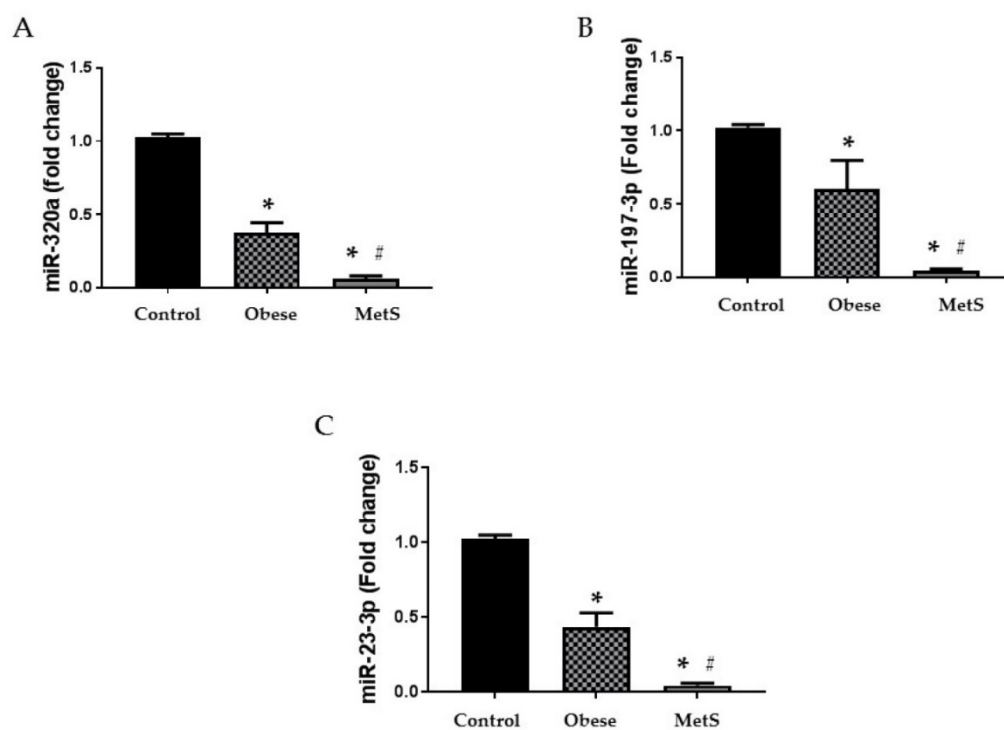 A
miR-320a (fold change)
1.5
1.0
0.5
0.0
*
* #
Control Obese MetS
B
miR-197-3p (Fold change)
1.5
1.0
0.5
0.0
*
* #
Control Obese MetS
C
miR-23-3p (Fold change)
1.5
1.0
0.5
0.0
*
* #
Control Obese MetS